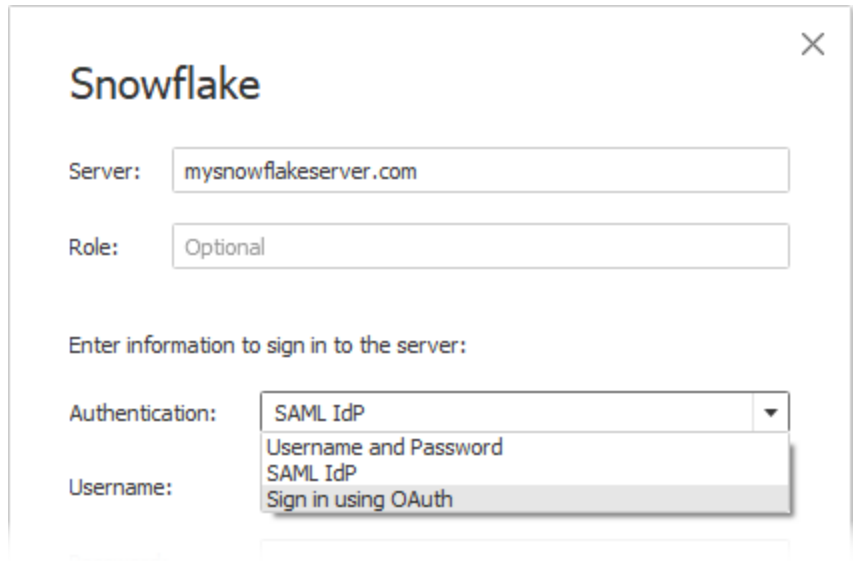 Snowflake
Server: mysnowflakeserver.com
Role: Optional
Enter information to sign in to the server:
Authentication: SAML IdP
Username and Password
SAML IdP
Username:
Sign in using OAuth